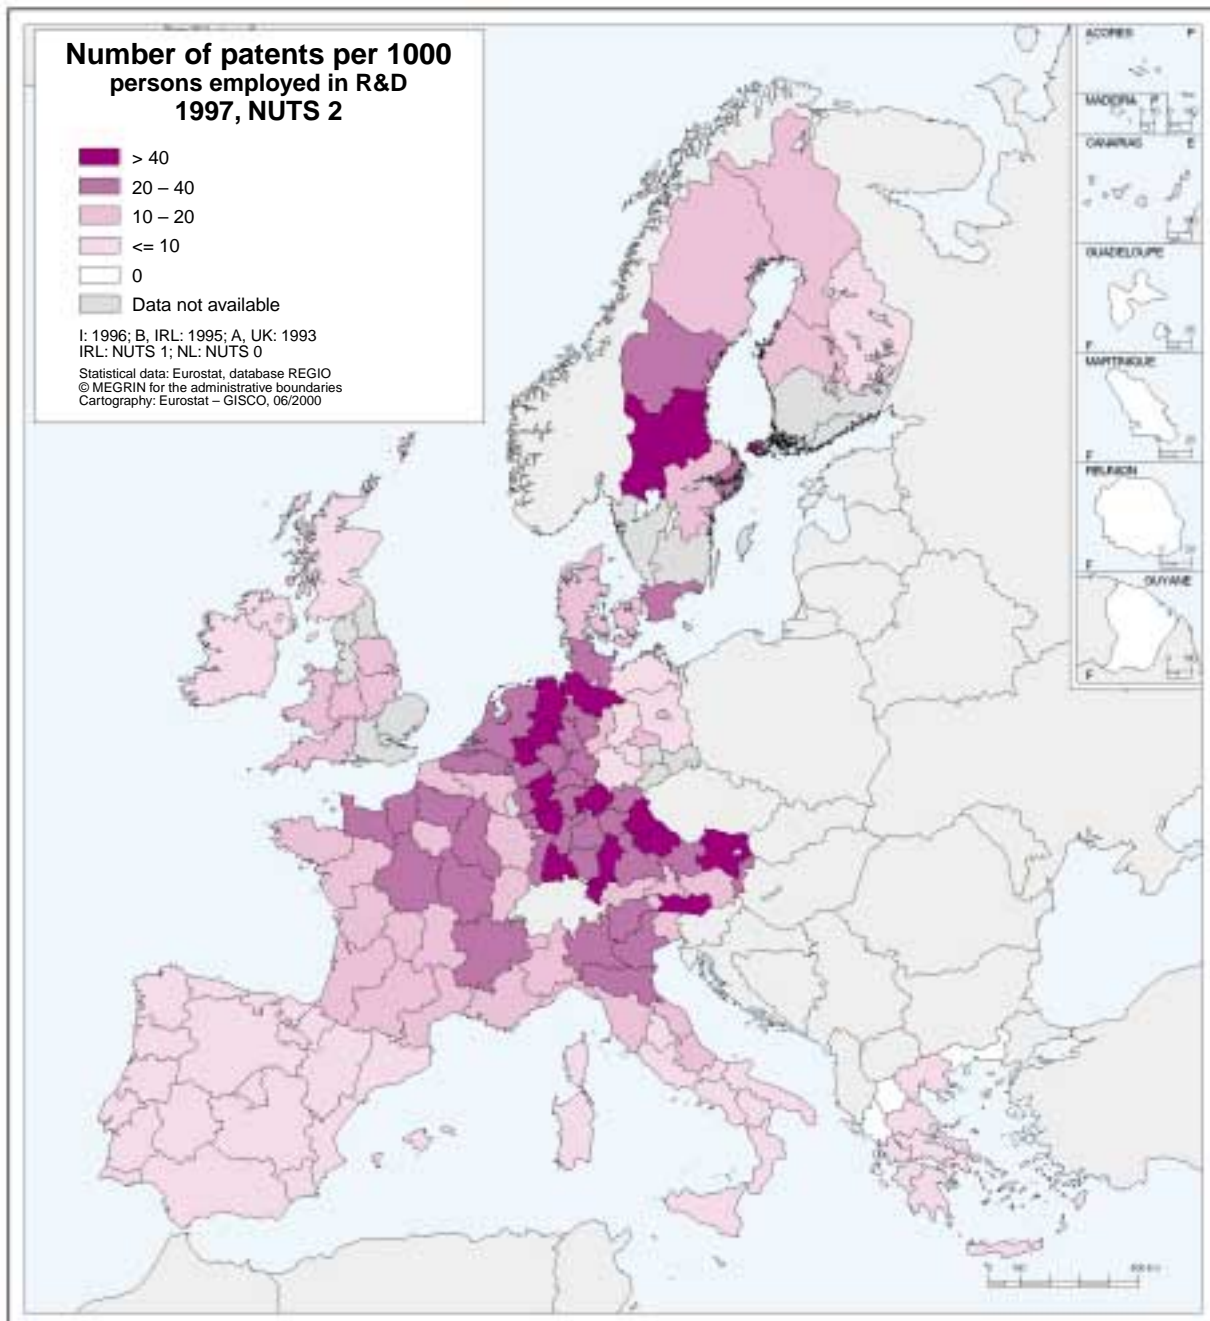 Number of patents per 1000
persons employed in R&D
1997, NUTS 2
> 40
20 – 40
10 – 20
<= 10
0
Data not available
I: 1996; B, IRL: 1995; A, UK: 1993
IRL: NUTS 1; NL: NUTS 0
Statistical data: Eurostat, database REGIO
© MEGRIN for the administrative boundaries
Cartography: Eurostat – GISCO, 06/2000
AÇORES P
MADEIRA P
CANARIAS E
GUADELOUPE
F
MARTINIQUE
F
REUNION
F
GUYANE
F